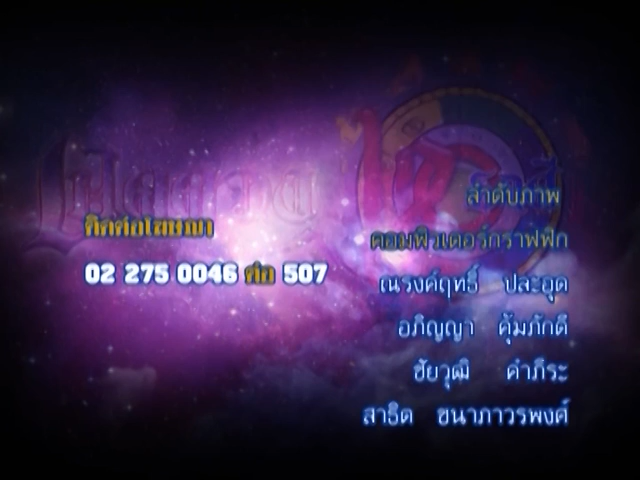 ติดต่อโฆษณา
02 275 0046 ต่อ 507
ลำดับภาพ
คอมพิวเตอร์กราฟฟิก
ณรงค์ฤทธิ์ ปละอุด
อภิญญา คุ้มภักดี
ชัยวุฒิ คำภิระ
สาธิต ชนาภาวรพงศ์